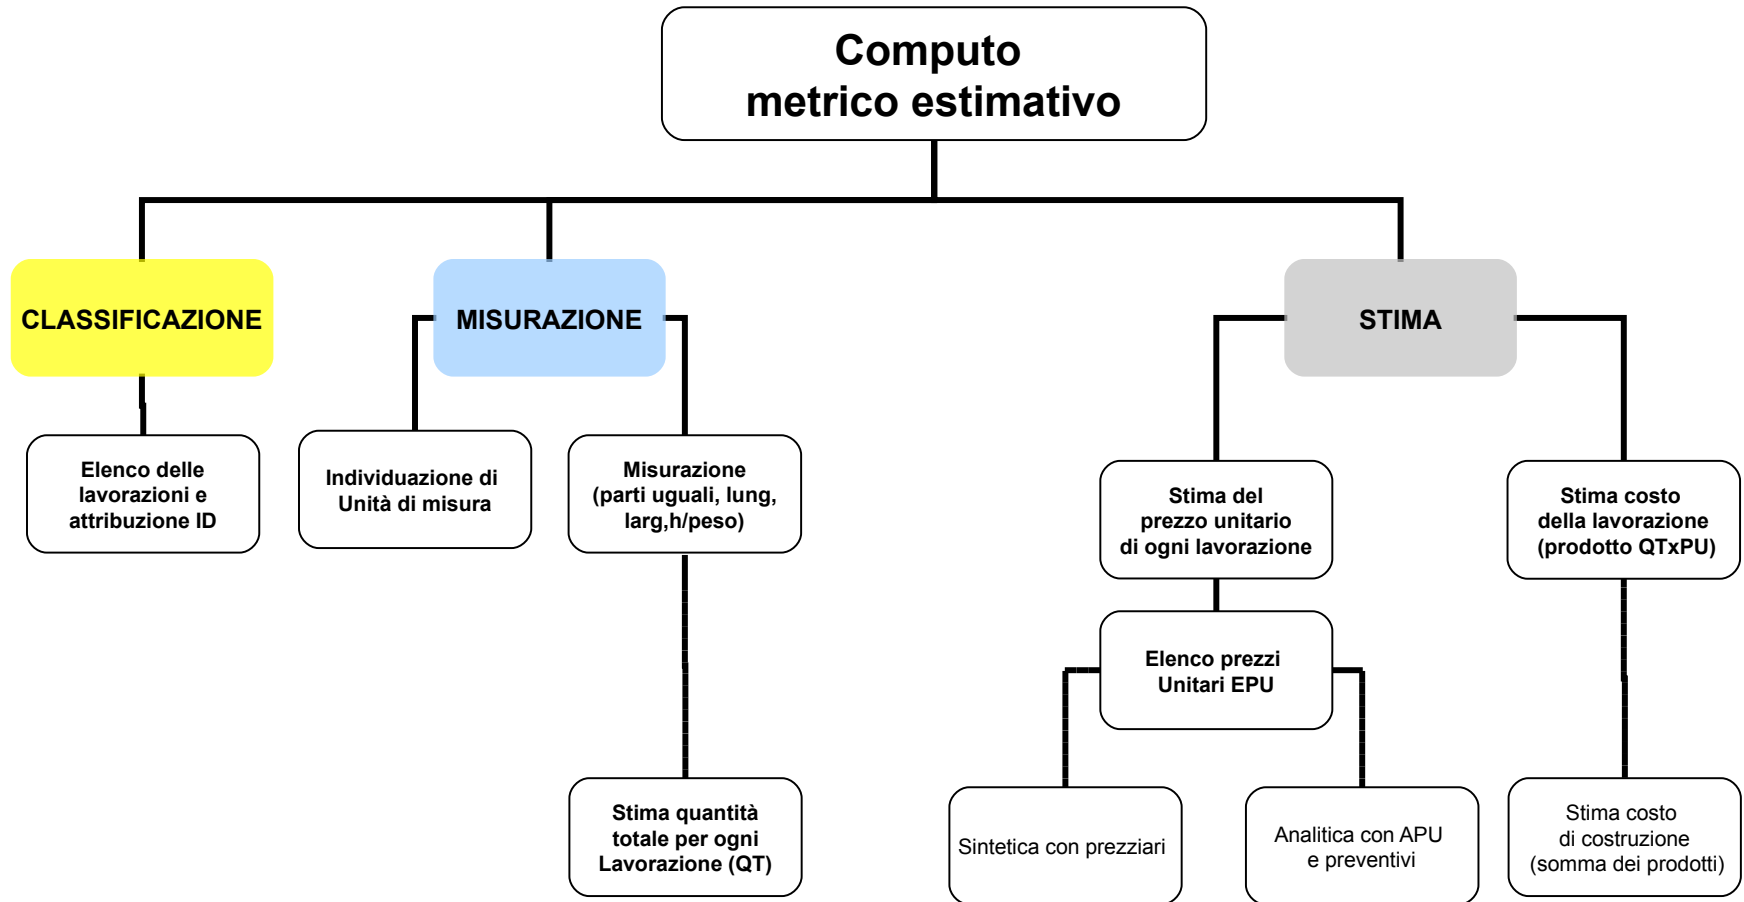 Computo
metrico estimativo
CLASSIFICAZIONE
MISURAZIONE
STIMA
Elenco delle
lavorazioni e
attribuzione ID
Individuazione di
Unità di misura
Misurazione
(parti uguali, lung,
larg,h/peso)
Stima del
prezzo unitario
di ogni lavorazione
Stima costo
della lavorazione
(prodotto QTxPU)
Elenco prezzi
Unitari EPU
Stima quantità
totale per ogni
Lavorazione (QT)
Sintetica con prezziari
Analitica con APU
e preventivi
Stima costo
di costruzione
(somma dei prodotti)